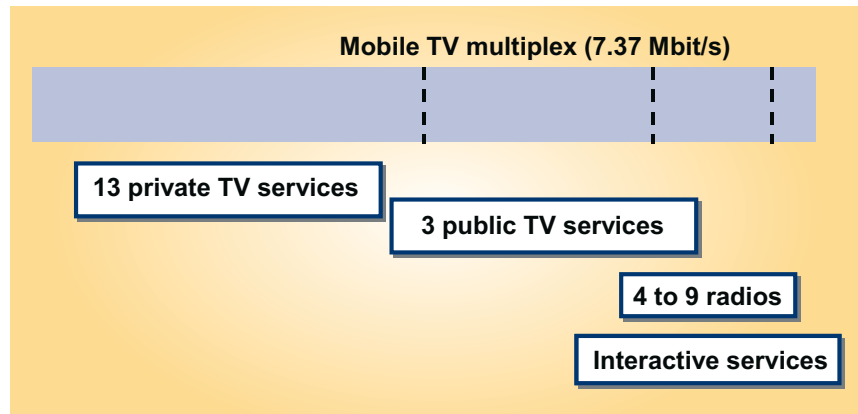 Mobile TV multiplex (7.37 Mbit/s)
13 private TV services
3 public TV services
4 to 9 radios
Interactive services